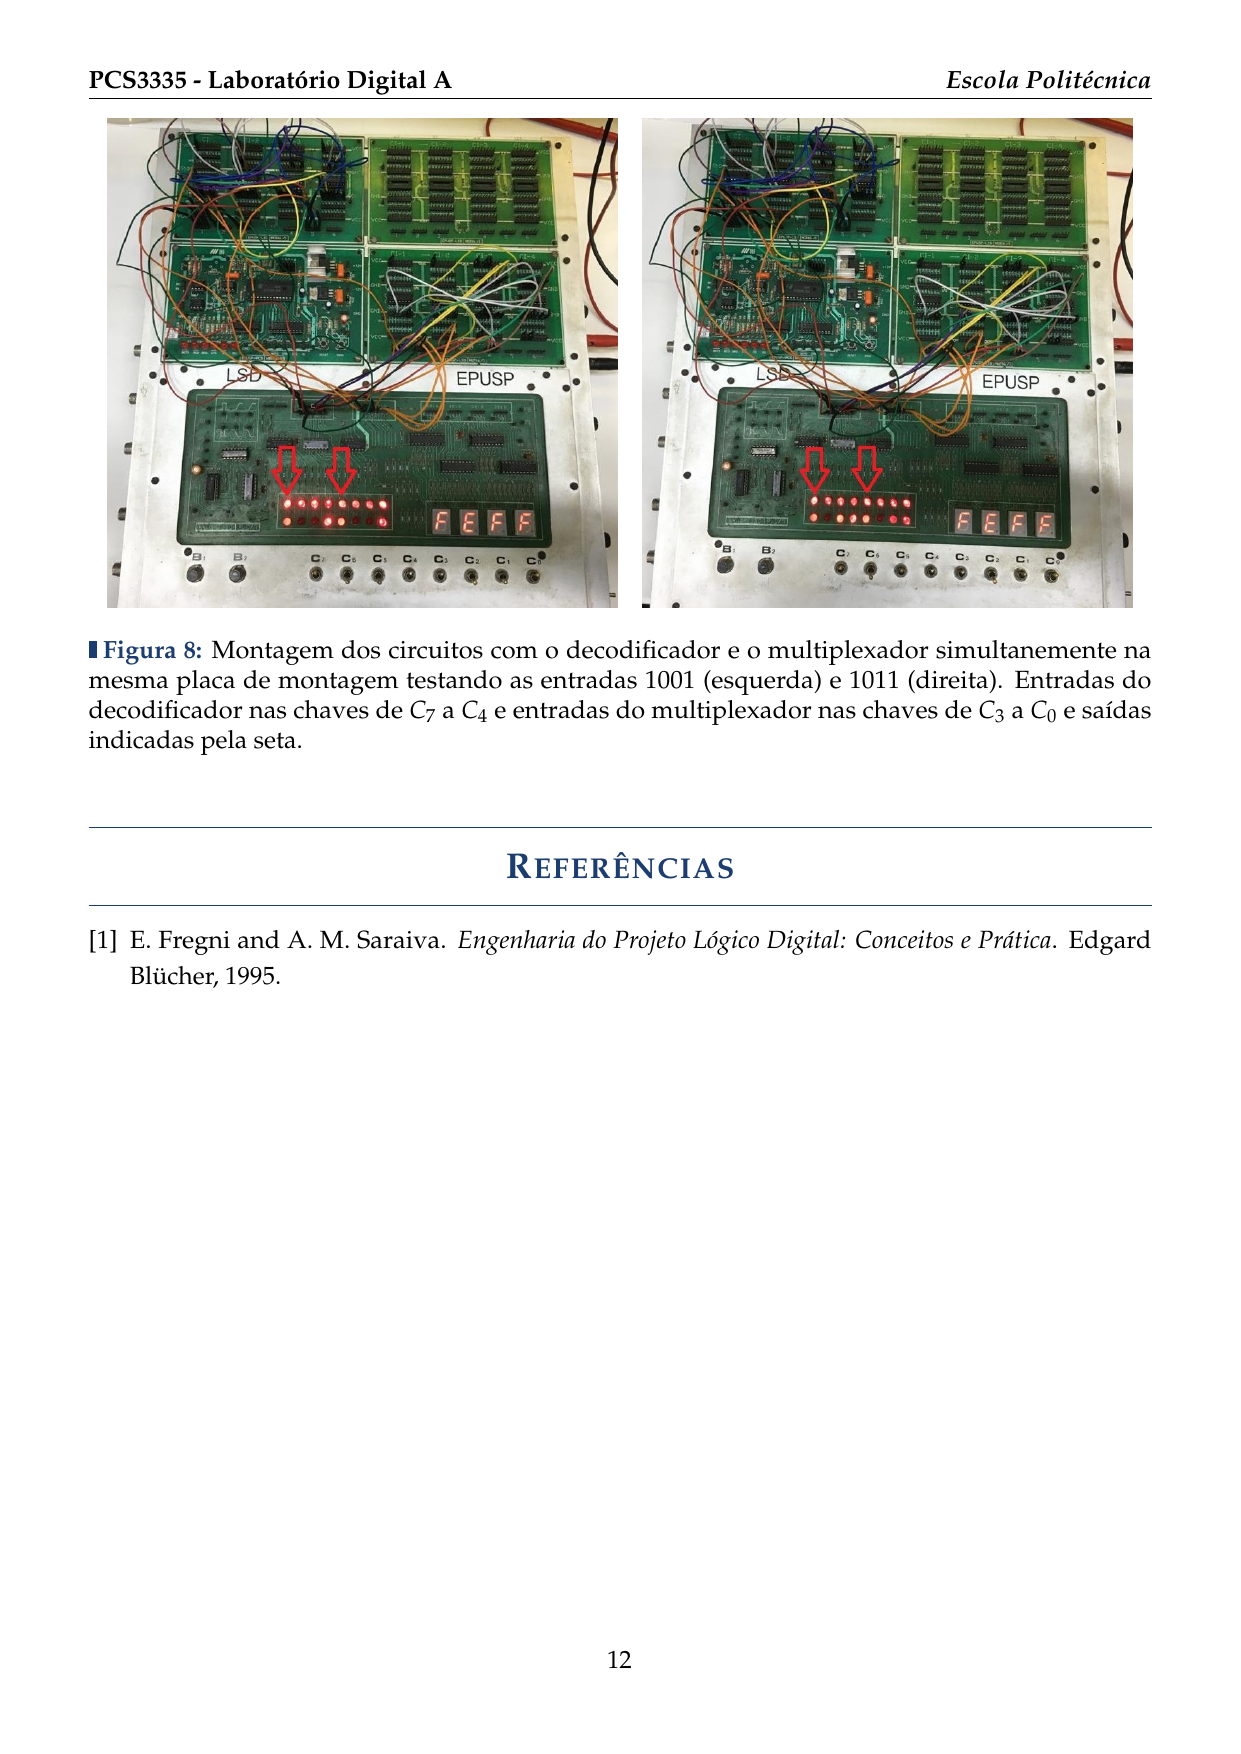 PCS3335 - Laboratório Digital A Escola Politécnica
LSD EPUSP
F E F F
B₁ B₂ C₇ C₆ C₅ C₄ C₃ C₂ C₁ C₀
LSD EPUSP
F E F F
B₁ B₂ C₇ C₆ C₅ C₄ C₃ C₂ C₁ C₀
Figura 8: Montagem dos circuitos com o decodificador e o multiplexador simultanemente na
mesma placa de montagem testando as entradas 1001 (esquerda) e 1011 (direita). Entradas do
decodificador nas chaves de C₇ a C₄ e entradas do multiplexador nas chaves de C₃ a C₀ e saídas
indicadas pela seta.
REFERÊNCIAS
[1] E. Fregni and A. M. Saraiva. Engenharia do Projeto Lógico Digital: Conceitos e Prática. Edgard
Blücher, 1995.
12